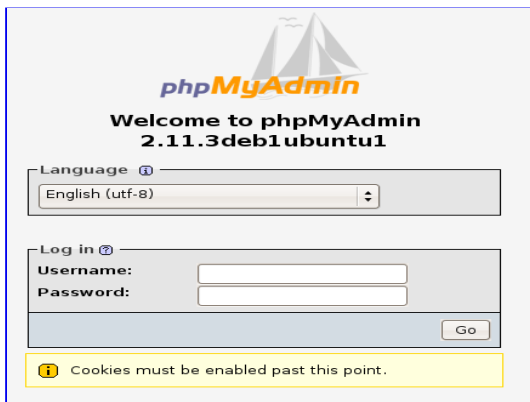 phpMyAdmin
Welcome to phpMyAdmin
2.11.3deb1ubuntu1
Language
English (utf-8)
Log in
Username:
Password:
Go
Cookies must be enabled past this point.